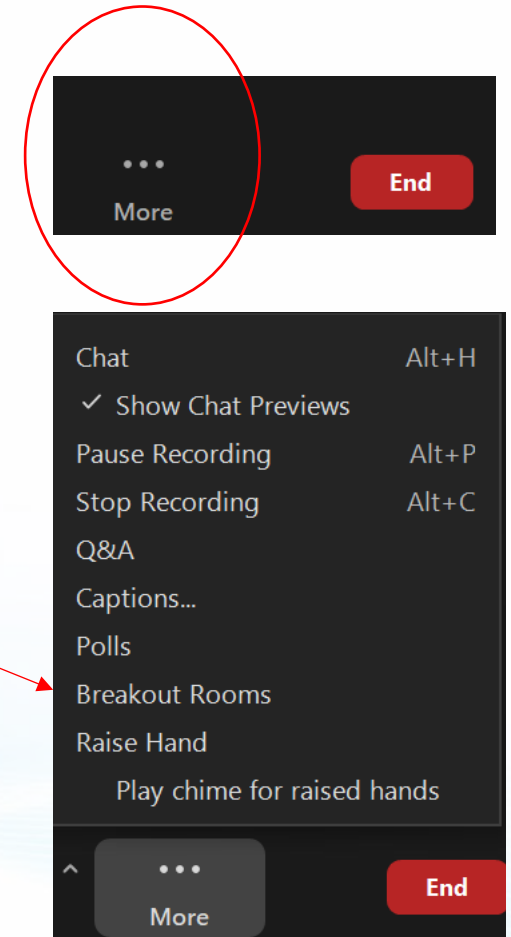 More
End
Chat Alt+H
Show Chat Previews
Pause Recording Alt+P
Stop Recording Alt+C
Q&A
Captions...
Polls
Breakout Rooms
Raise Hand
Play chime for raised hands
More
End